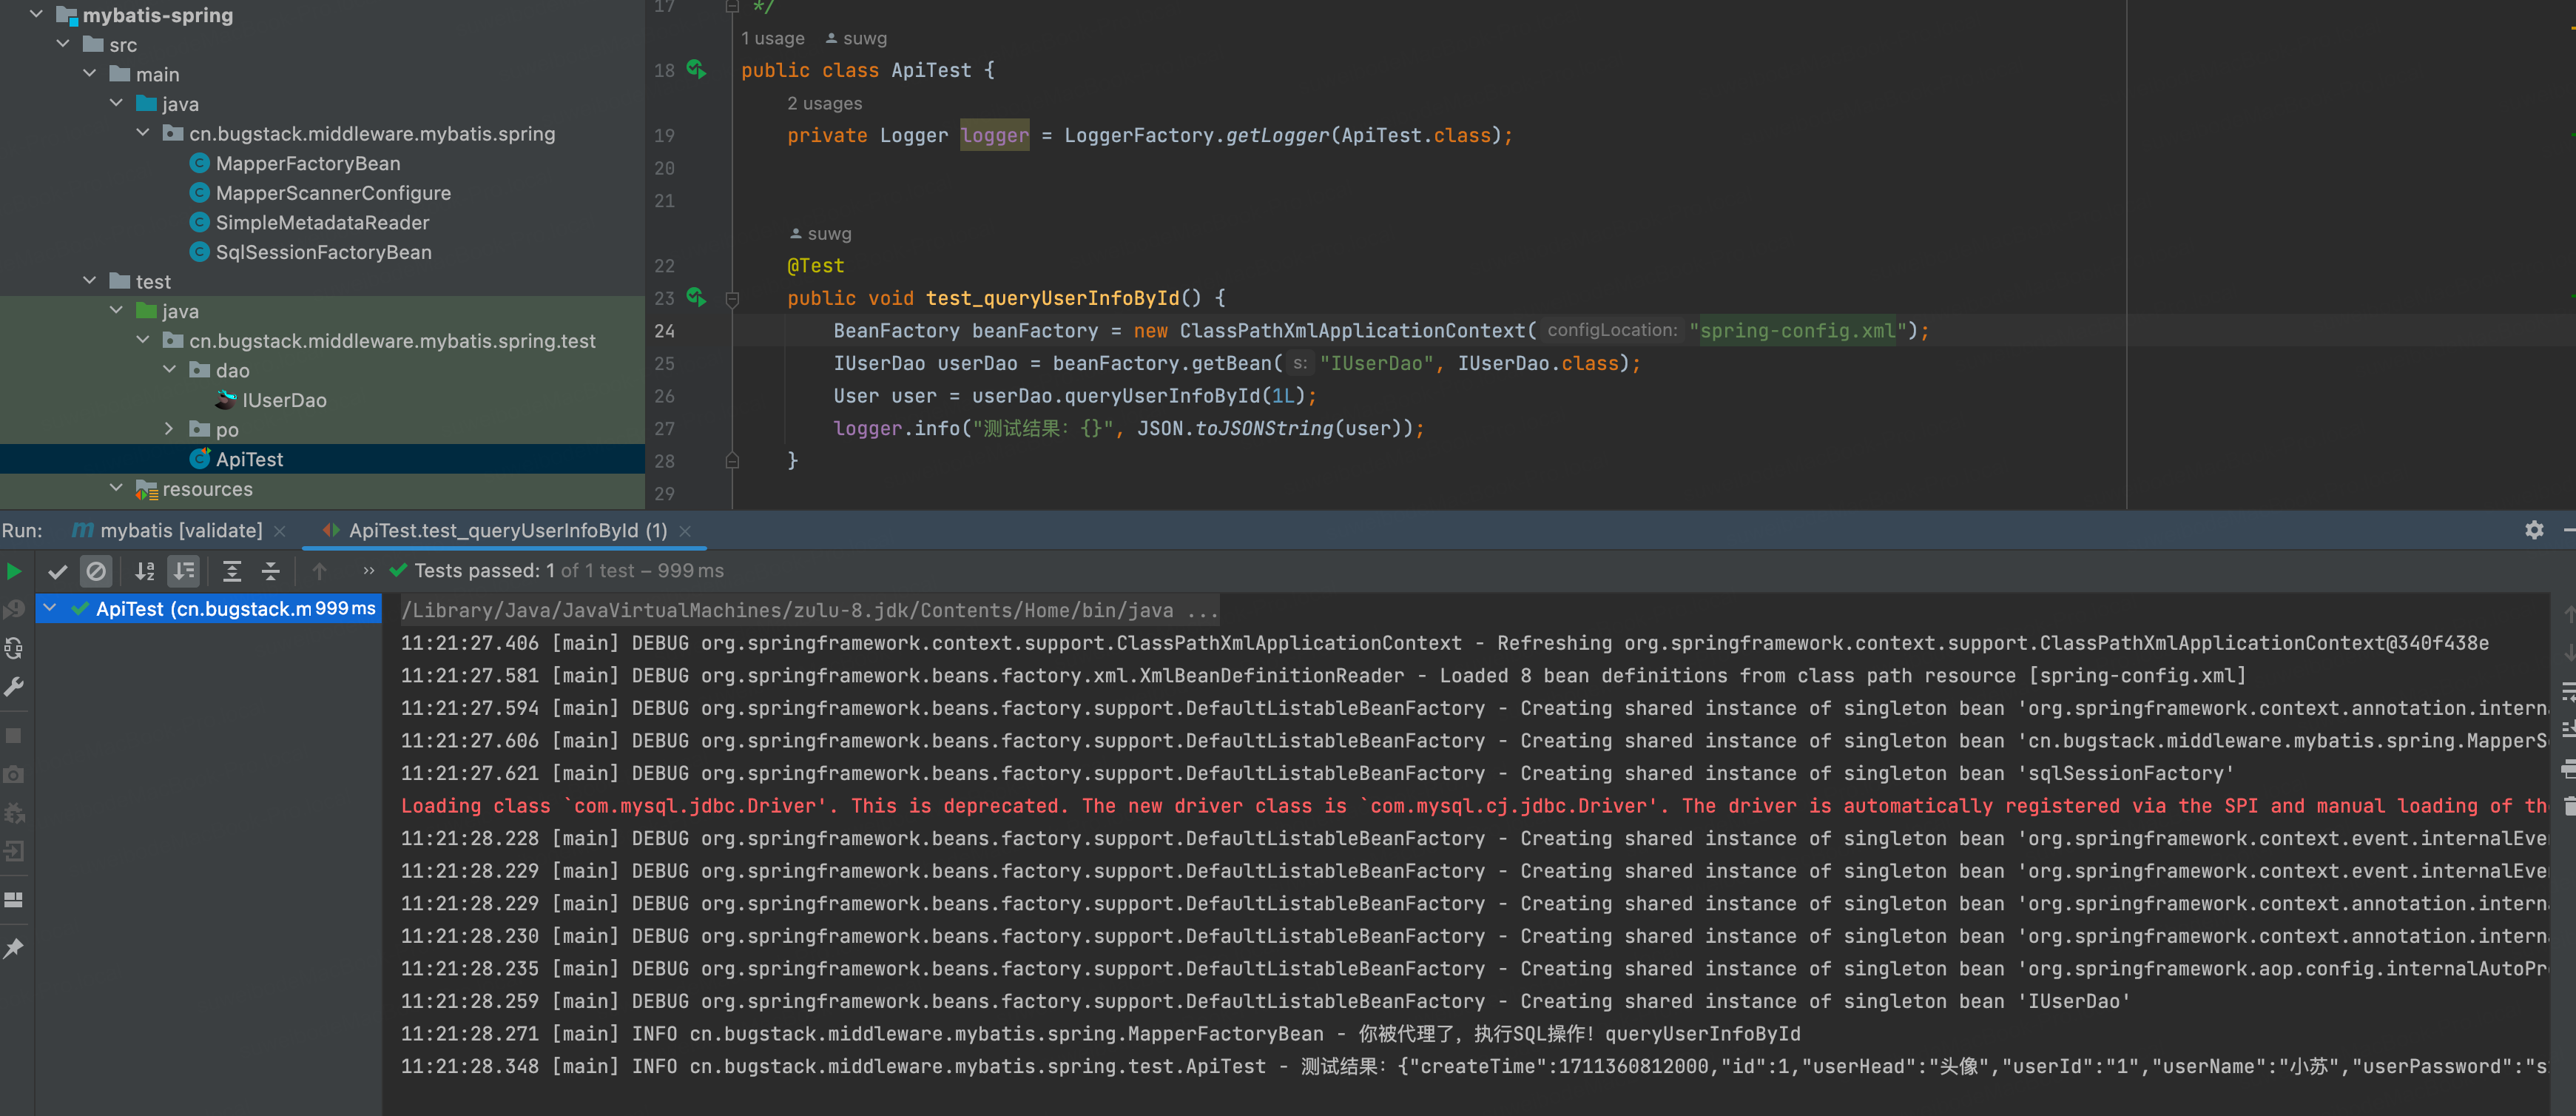 mybatis-spring
src
main
java
cn.bugstack.middleware.mybatis.spring
MapperFactoryBean
MapperScannerConfigure
SimpleMetadataReader
SqlSessionFactoryBean
test
java
cn.bugstack.middleware.mybatis.spring.test
dao
IUserDao
po
ApiTest
resources
17 */
1 usage suwg
18 public class ApiTest {
2 usages
19 private Logger logger = LoggerFactory.getLogger(ApiTest.class);
20
21
suwg
22 @Test
23 public void test_queryUserInfoById() {
24 BeanFactory beanFactory = new ClassPathXmlApplicationContext( configLocation: "spring-config.xml");
25 IUserDao userDao = beanFactory.getBean( s: "IUserDao", IUserDao.class);
26 User user = userDao.queryUserInfoById(1L);
27 logger.info("测试结果：{}", JSON.toJSONString(user));
28 }
29
Run: mybatis [validate] ApiTest.test_queryUserInfoById (1)
Tests passed: 1 of 1 test – 999 ms
ApiTest (cn.bugstack.m 999 ms
/Library/Java/JavaVirtualMachines/zulu-8.jdk/Contents/Home/bin/java ...
11:21:27.406 [main] DEBUG org.springframework.context.support.ClassPathXmlApplicationContext - Refreshing org.springframework.context.support.ClassPathXmlApplicationContext@340f438e
11:21:27.581 [main] DEBUG org.springframework.beans.factory.xml.XmlBeanDefinitionReader - Loaded 8 bean definitions from class path resource [spring-config.xml]
11:21:27.594 [main] DEBUG org.springframework.beans.factory.support.DefaultListableBeanFactory - Creating shared instance of singleton bean 'org.springframework.context.annotation.intern
11:21:27.606 [main] DEBUG org.springframework.beans.factory.support.DefaultListableBeanFactory - Creating shared instance of singleton bean 'cn.bugstack.middleware.mybatis.spring.MapperS
11:21:27.621 [main] DEBUG org.springframework.beans.factory.support.DefaultListableBeanFactory - Creating shared instance of singleton bean 'sqlSessionFactory'
Loading class `com.mysql.jdbc.Driver'. This is deprecated. The new driver class is `com.mysql.cj.jdbc.Driver'. The driver is automatically registered via the SPI and manual loading of th
11:21:28.228 [main] DEBUG org.springframework.beans.factory.support.DefaultListableBeanFactory - Creating shared instance of singleton bean 'org.springframework.context.event.internalEve
11:21:28.229 [main] DEBUG org.springframework.beans.factory.support.DefaultListableBeanFactory - Creating shared instance of singleton bean 'org.springframework.context.event.internalEve
11:21:28.229 [main] DEBUG org.springframework.beans.factory.support.DefaultListableBeanFactory - Creating shared instance of singleton bean 'org.springframework.context.annotation.intern
11:21:28.230 [main] DEBUG org.springframework.beans.factory.support.DefaultListableBeanFactory - Creating shared instance of singleton bean 'org.springframework.context.annotation.intern
11:21:28.235 [main] DEBUG org.springframework.beans.factory.support.DefaultListableBeanFactory - Creating shared instance of singleton bean 'org.springframework.aop.config.internalAutoPr
11:21:28.259 [main] DEBUG org.springframework.beans.factory.support.DefaultListableBeanFactory - Creating shared instance of singleton bean 'IUserDao'
11:21:28.271 [main] INFO cn.bugstack.middleware.mybatis.spring.MapperFactoryBean - 你被代理了，执行SQL操作！queryUserInfoById
11:21:28.348 [main] INFO cn.bugstack.middleware.mybatis.spring.test.ApiTest - 测试结果：{"createTime":1711360812000,"id":1,"userHead":"头像","userId":"1","userName":"小苏","userPassword":"s